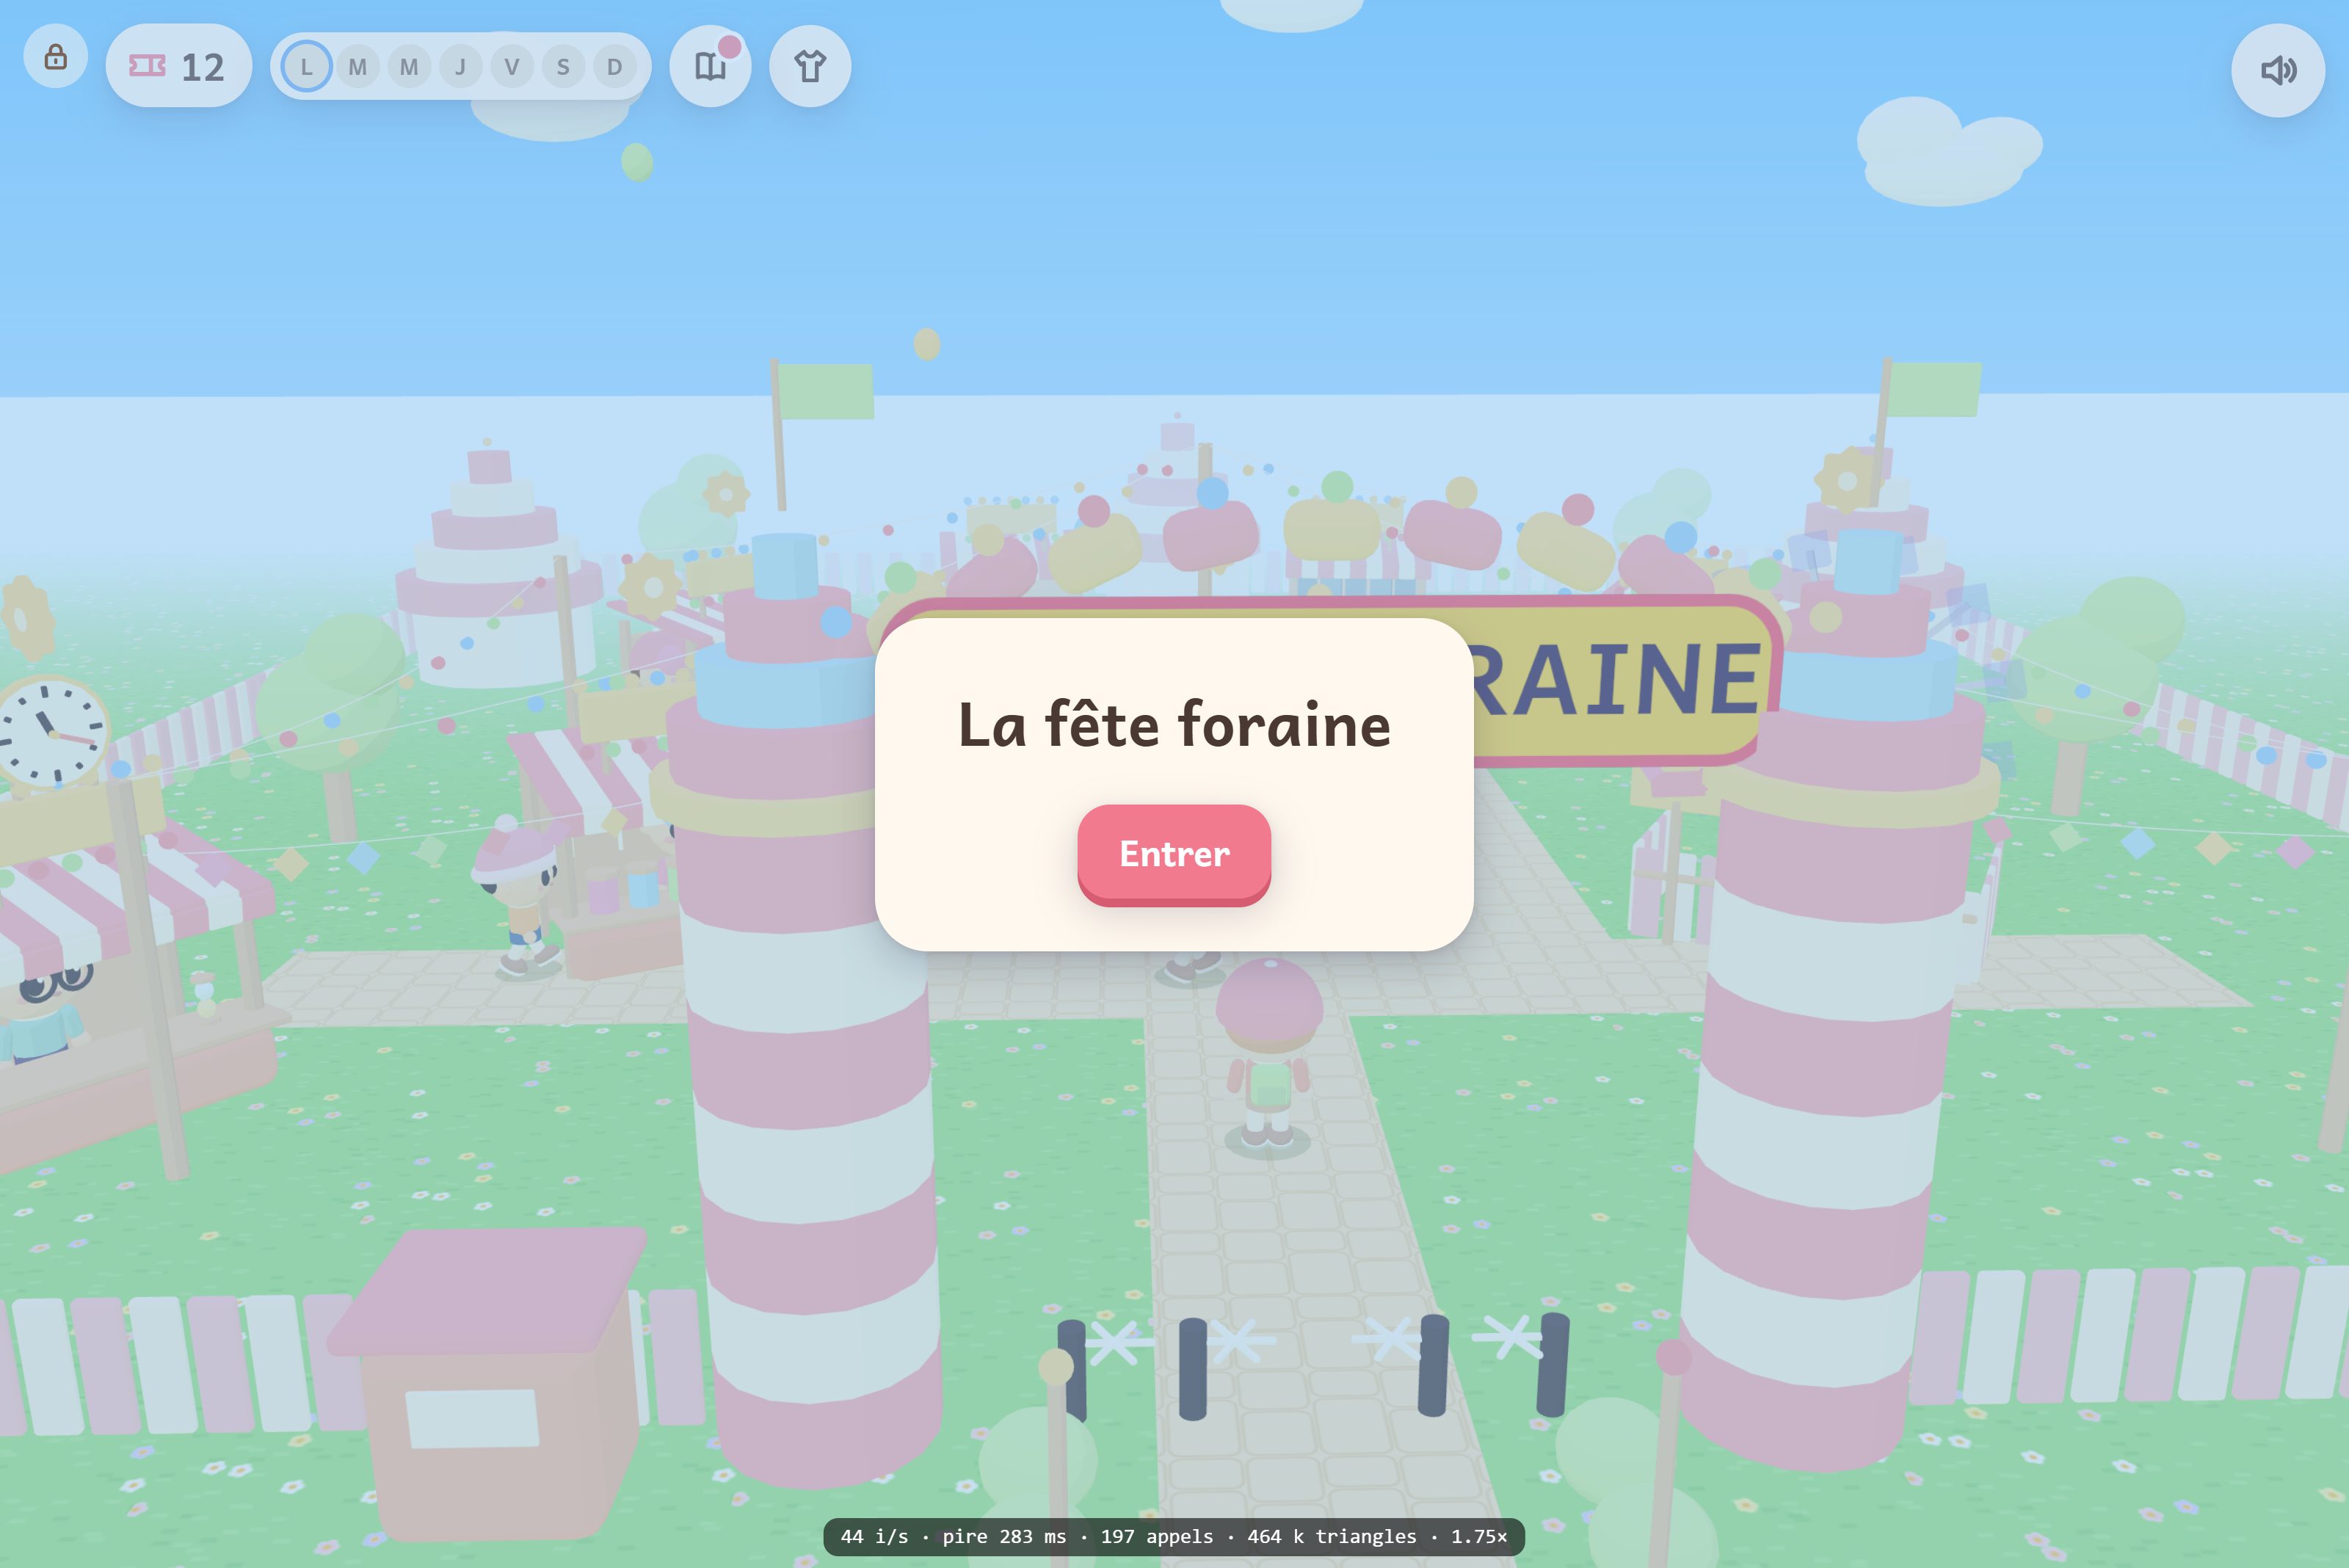 12
L M M J V S D
RAINE
La fête foraine
Entrer
44 i/s · pire 283 ms · 197 appels · 464 k triangles · 1.75×